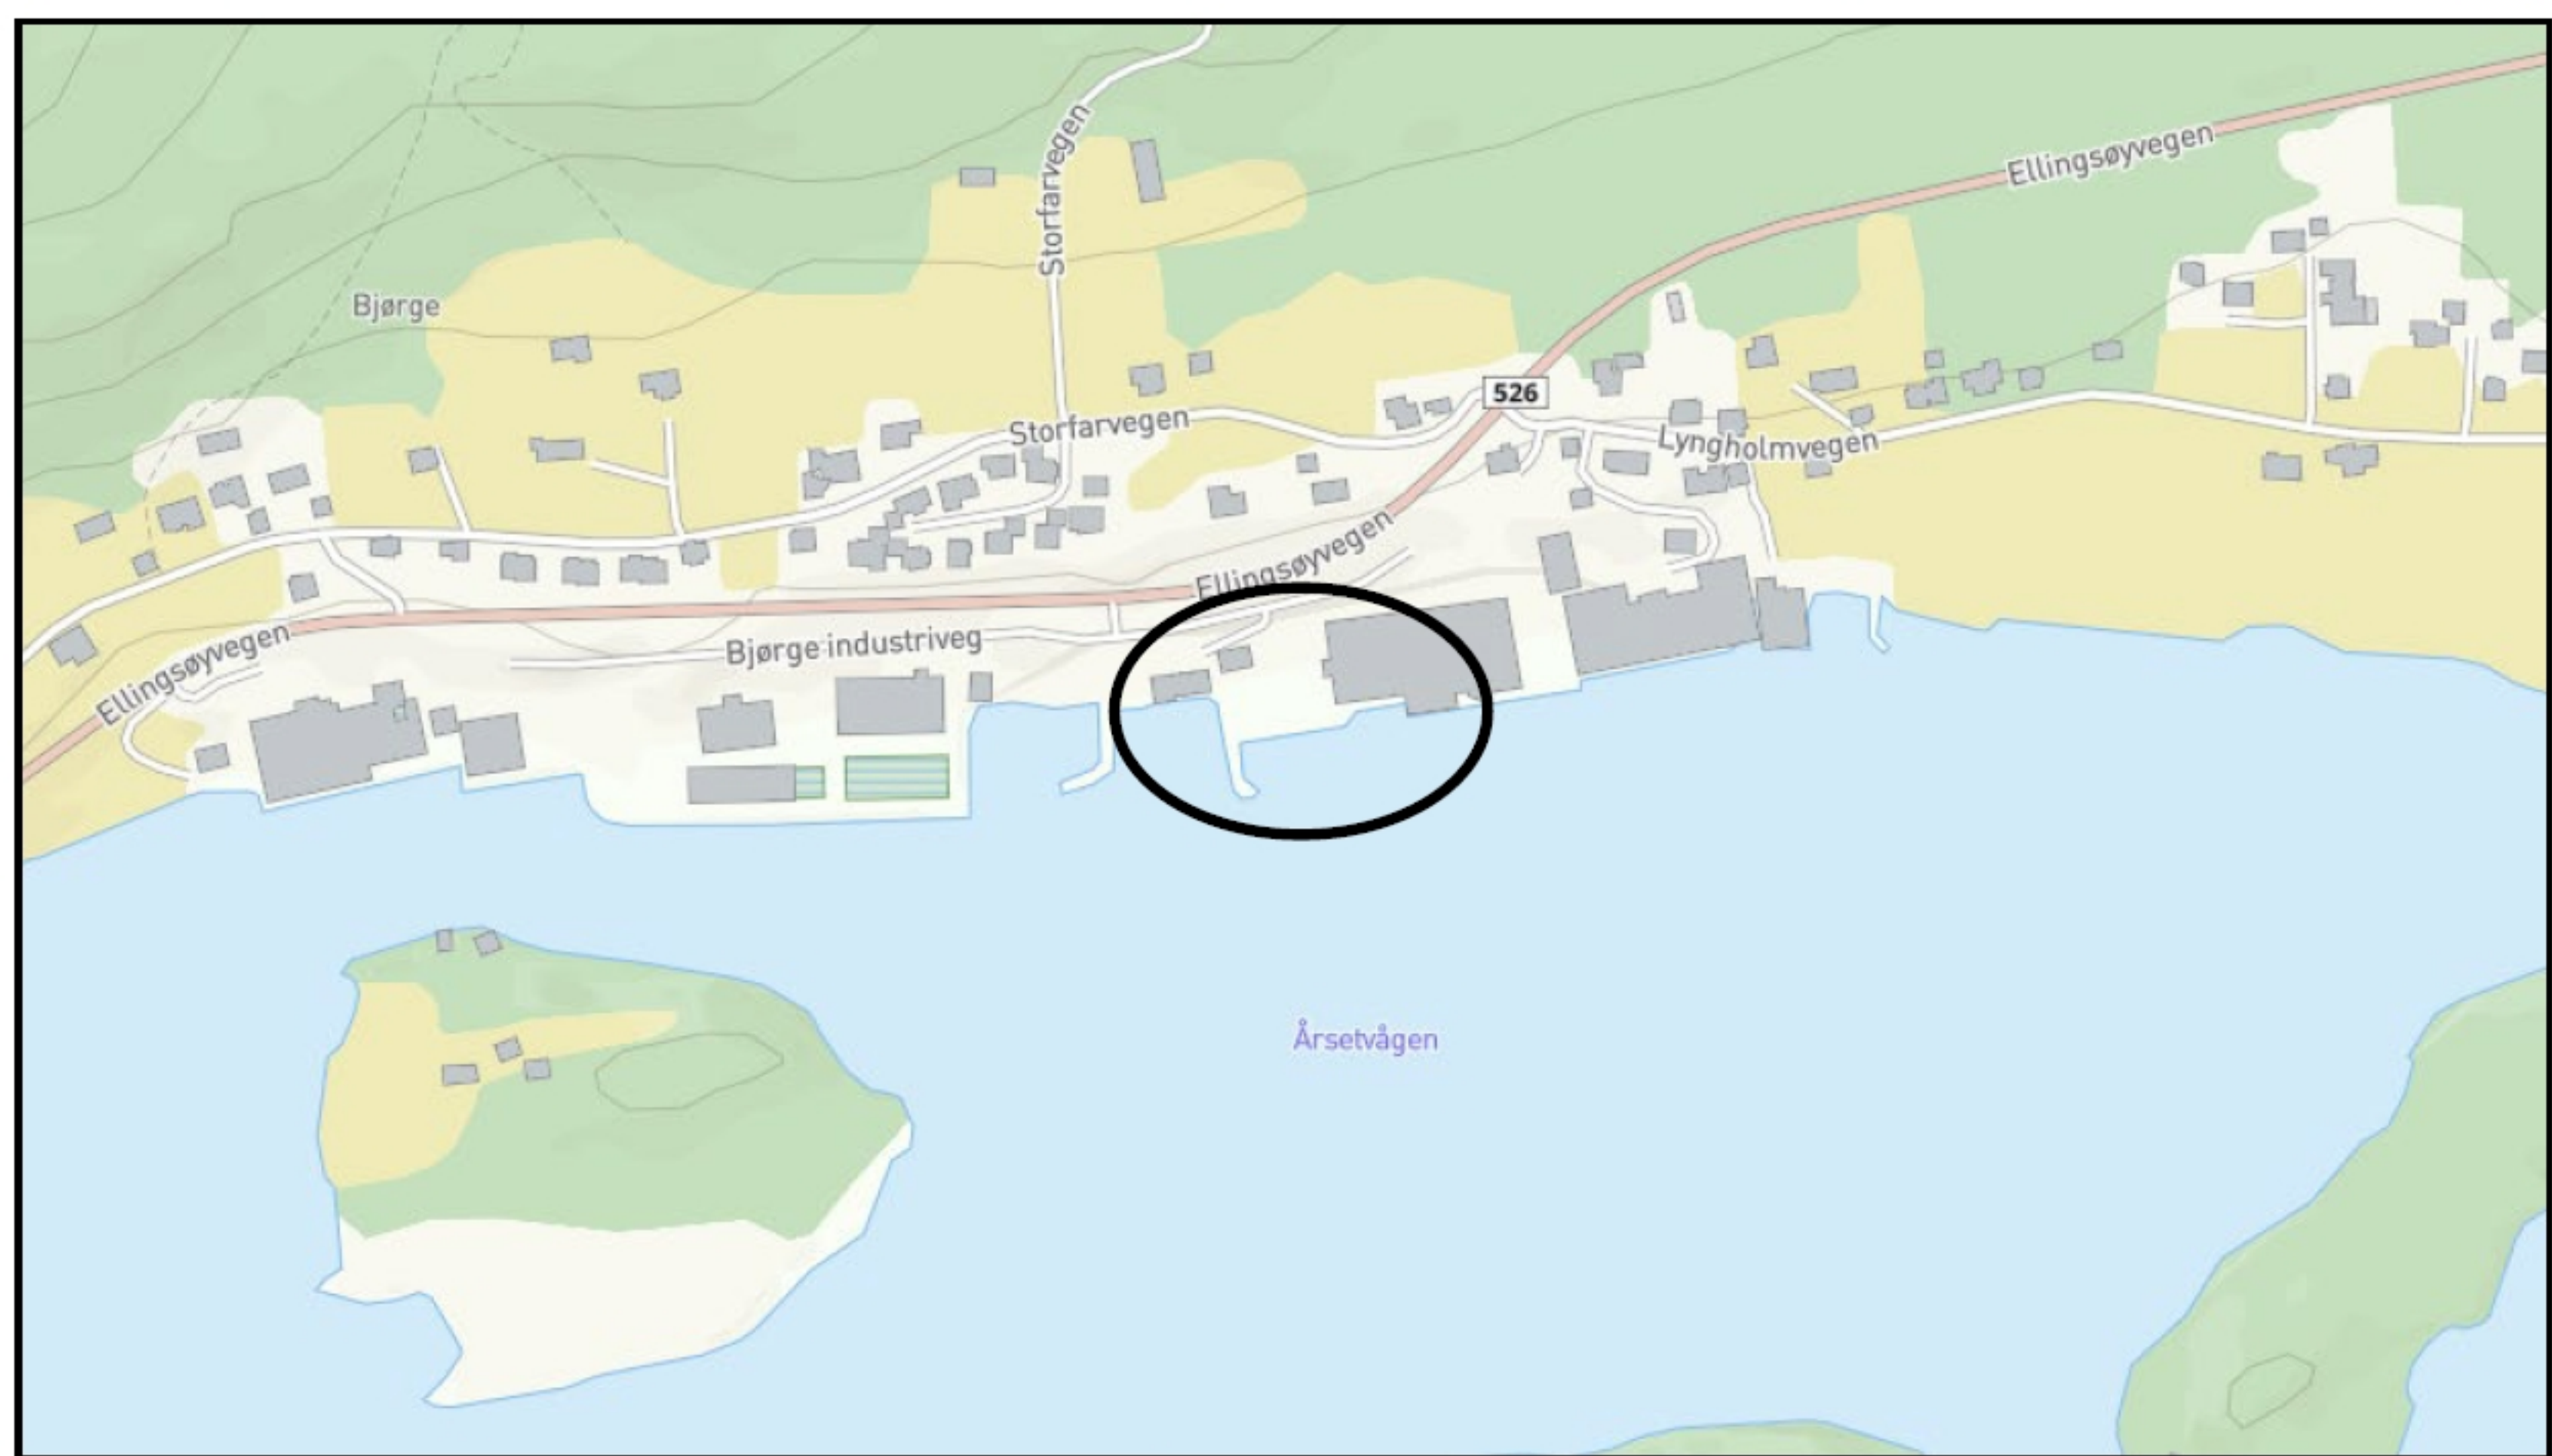 Ellingsøyvegen
Storfarvegen
Bjørge
526
Storfarvegen
Lyngholmvegen
Ellingsøyvegen
Bjørge industriveg
Ellingsøyvegen
Årsetvågen